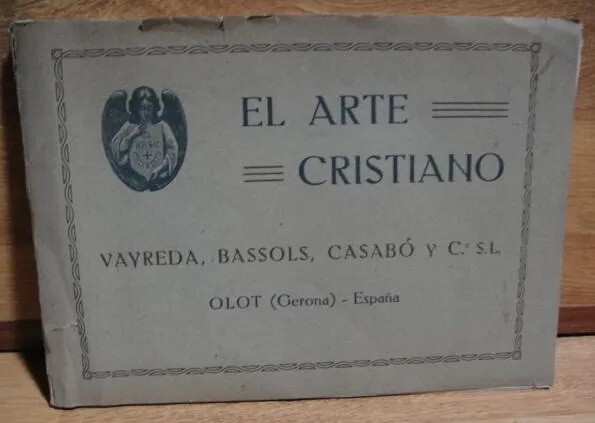 EL ARTE
CRISTIANO
VAYREDA, BASSOLS, CASABÓ Y C.ª S.L.
OLOT (Gerona) - España